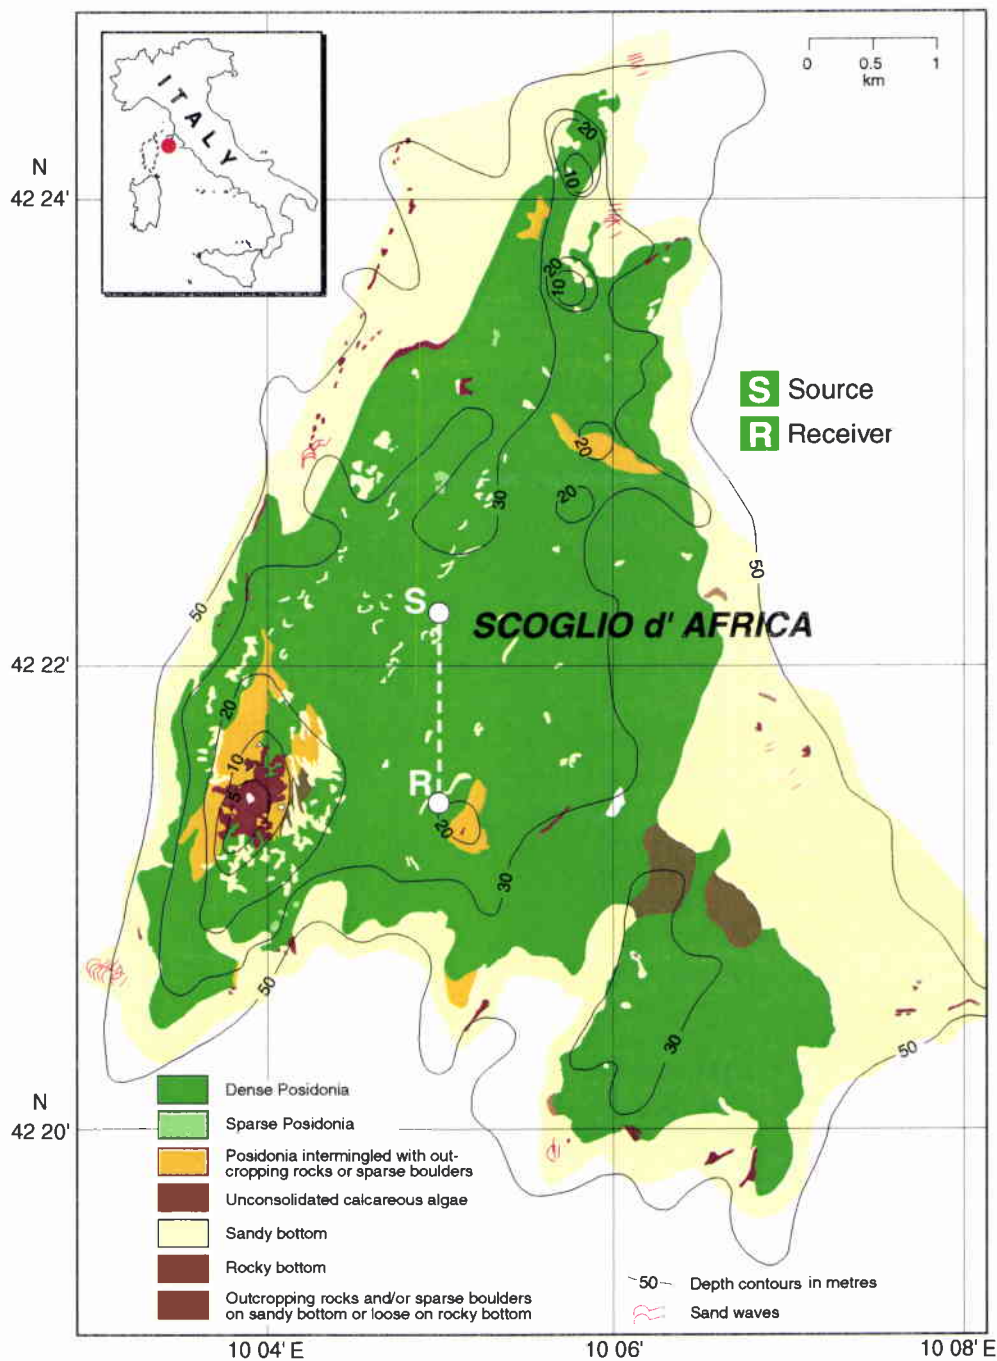 ITALY
0 0.5 1
km
N
42 24'
20
10
20
10
S Source
R Receiver
20
30
20
50
50
S
SCOGLIO d' AFRICA
42 22'
20
10
5
R
20
30
50
30
50
N
42 20'
Dense Posidonia
Sparse Posidonia
Posidonia intermingled with out-
cropping rocks or sparse boulders
Unconsolidated calcareous algae
Sandy bottom
Rocky bottom
Outcropping rocks and/or sparse boulders
on sandy bottom or loose on rocky bottom
50 Depth contours in metres
Sand waves
10 04' E 10 06' 10 08' E